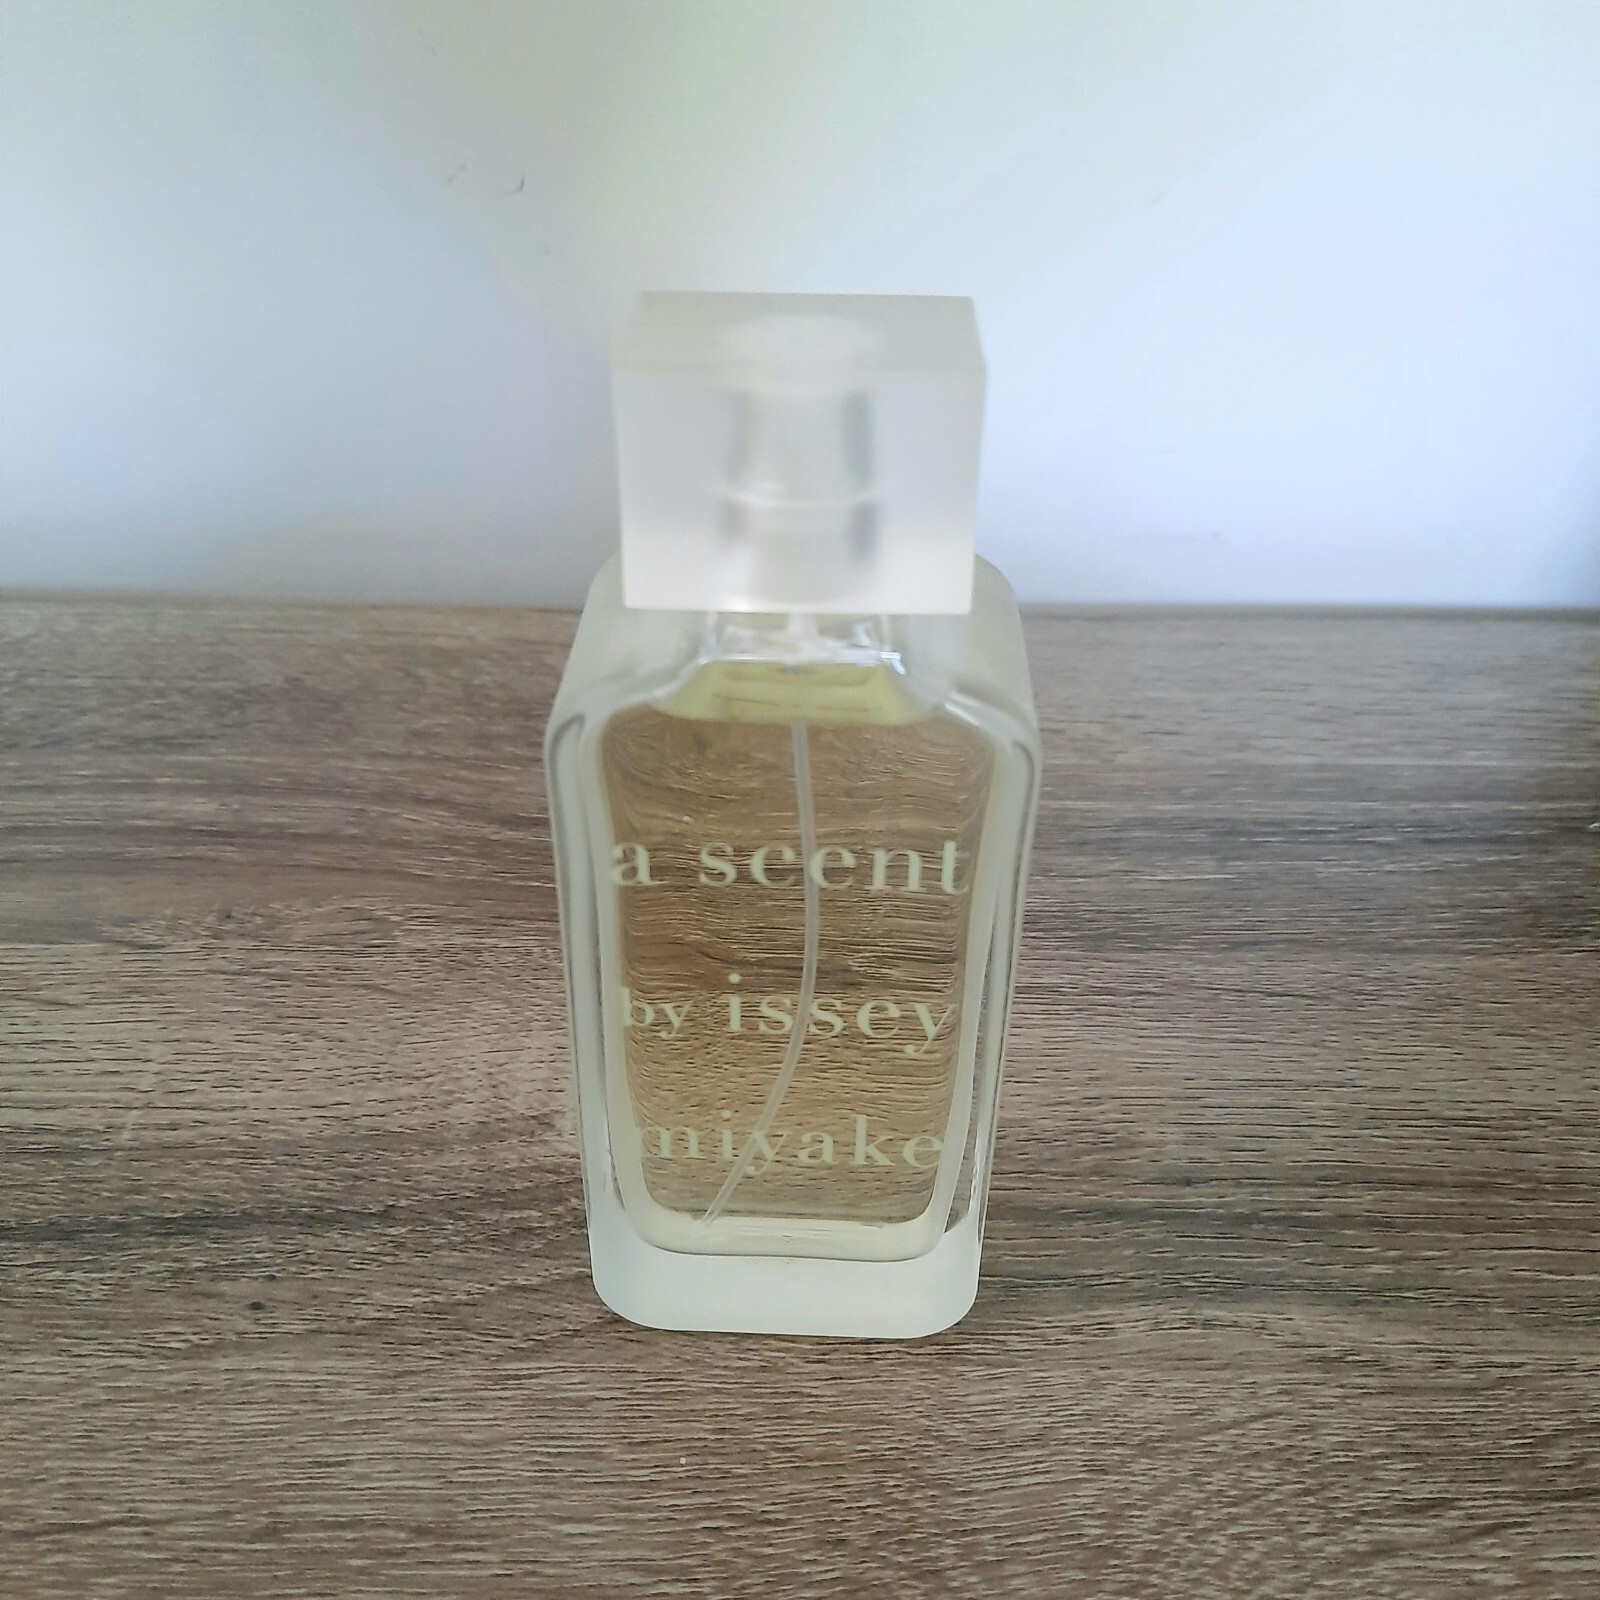 a scent
by issey
miyake